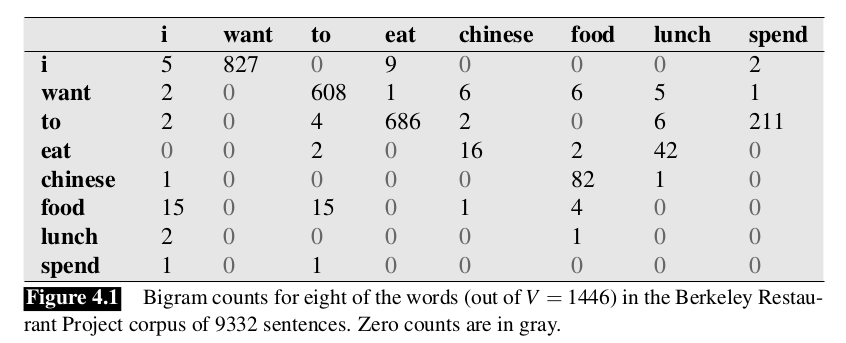 i want to eat chinese food lunch spend
i 5 827 0 9 0 0 0 2
want 2 0 608 1 6 6 5 1
to 2 0 4 686 2 0 6 211
eat 0 0 2 0 16 2 42 0
chinese 1 0 0 0 0 82 1 0
food 15 0 15 0 1 4 0 0
lunch 2 0 0 0 0 1 0 0
spend 1 0 1 0 0 0 0 0
Figure 4.1 Bigram counts for eight of the words (out of V = 1446) in the Berkeley Restau-
rant Project corpus of 9332 sentences. Zero counts are in gray.